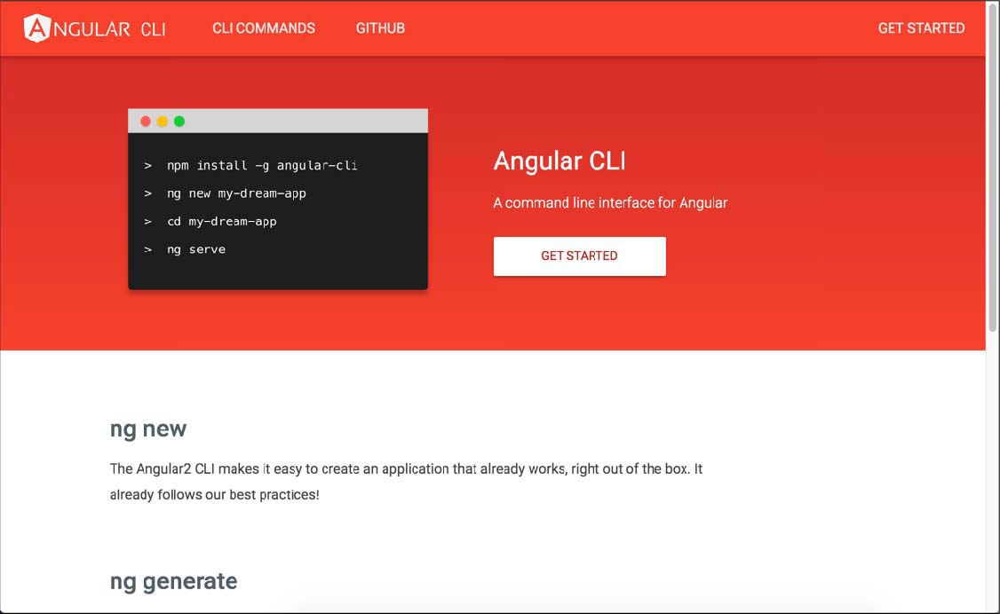 ANGULAR CLI CLI COMMANDS GITHUB GET STARTED
> npm install -g angular-cli
> ng new my-dream-app
> cd my-dream-app
> ng serve
Angular CLI
A command line interface for Angular
GET STARTED
ng new
The Angular2 CLI makes it easy to create an application that already works, right out of the box. It
already follows our best practices!
ng generate